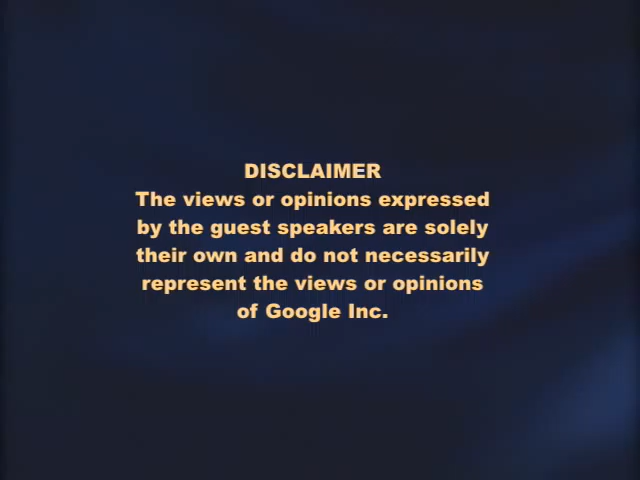 DISCLAIMER
The views or opinions expressed
by the guest speakers are solely
their own and do not necessarily
represent the views or opinions
of Google Inc.